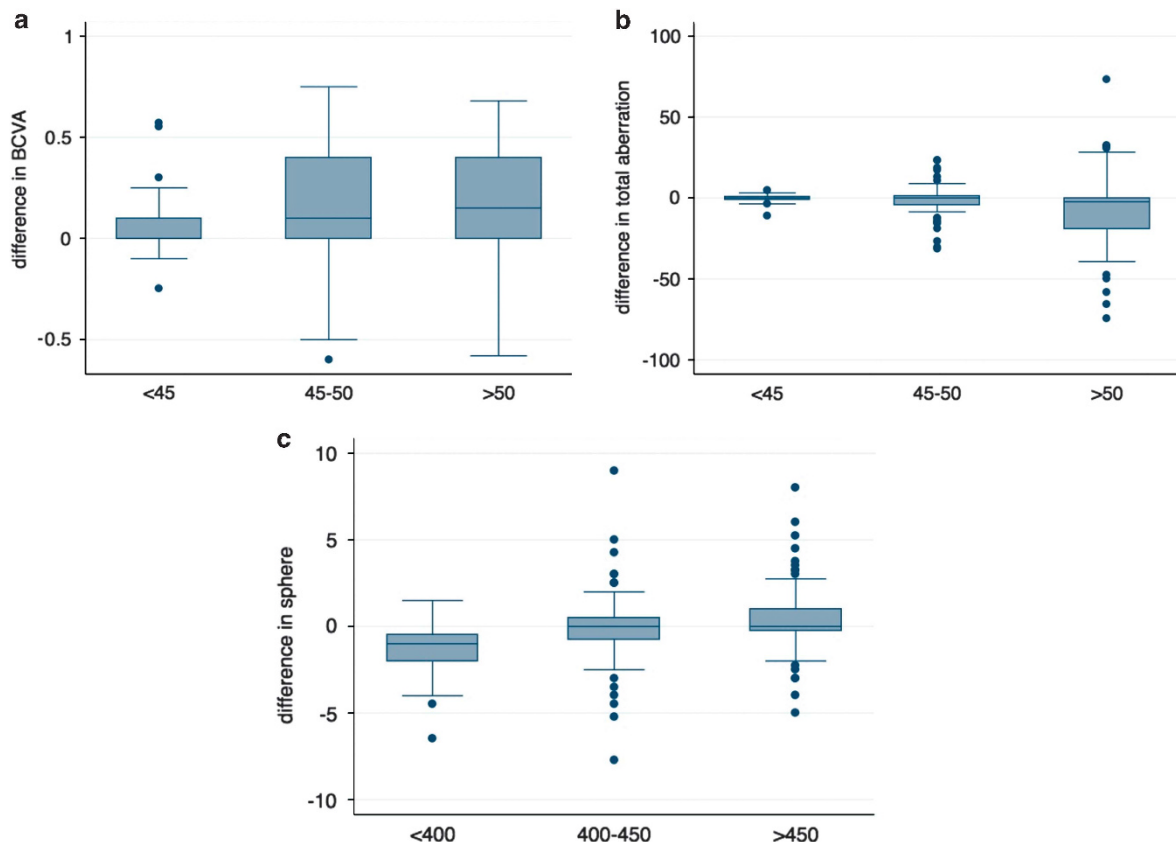 a
1
0.5
0
-0.5
difference in BCVA
<45 45-50 >50
b
100
50
0
-50
-100
difference in total aberration
<45 45-50 >50
c
10
5
0
-5
-10
difference in sphere
<400 400-450 >450